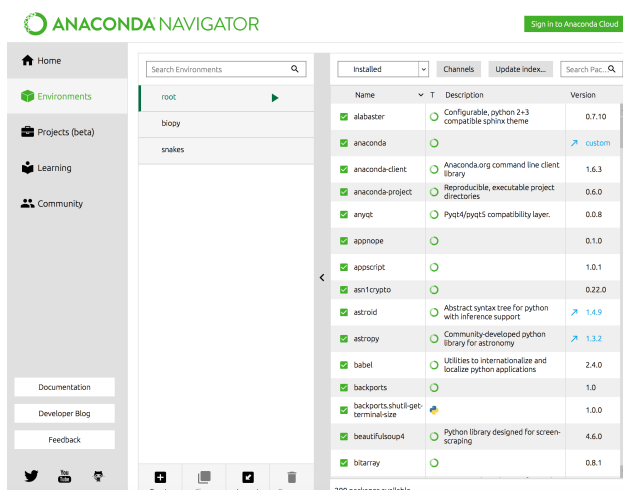 ANACONDA NAVIGATOR
Sign in to Anaconda Cloud
Home
Environments
Projects (beta)
Learning
Community
Documentation
Developer Blog
Feedback
You
Tube
Search Environments
root
biopy
snakes
Installed
Channels
Update index...
Search Pac..
Name T Description Version
alabaster Configurable, python 2+3 0.7.10
compatible sphinx theme
anaconda custom
anaconda-client Anaconda.org command line client 1.6.3
library
anaconda-project Reproducible, executable project 0.6.0
directories
anyqt Pyqt4/pyqt5 compatibility layer. 0.0.8
appnope 0.1.0
appscript 1.0.1
asn1crypto 0.22.0
astroid Abstract syntax tree for python 1.4.9
with inference support
astropy Community-developed python 1.3.2
library for astronomy
babel Utilities to internationalize and 2.4.0
localize python applications
backports 1.0
backports.shutil-get- 1.0.0
terminal-size
beautifulsoup4 Python library designed for screen- 4.6.0
scraping
bitarray 0.8.1